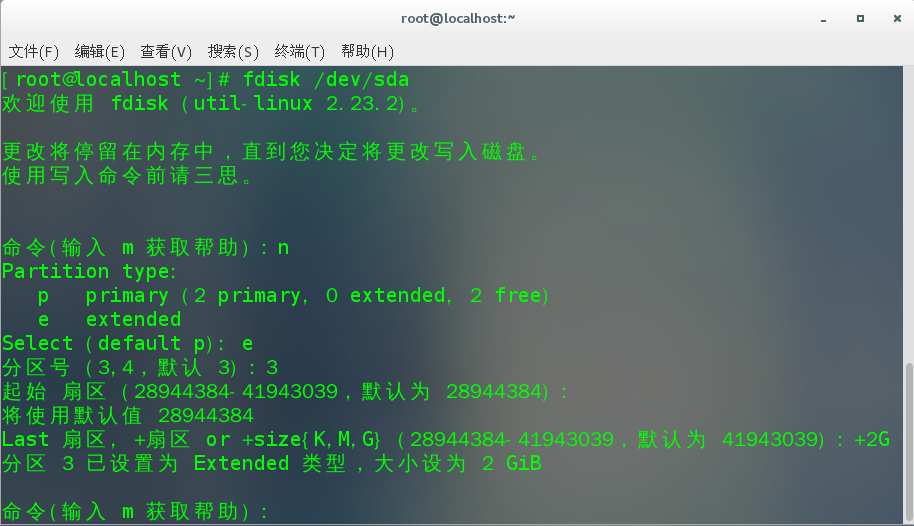 root@localhost:~
文件(F) 编辑(E) 查看(V) 搜索(S) 终端(T) 帮助(H)
[root@localhost ~]# fdisk /dev/sda
欢迎使用 fdisk (util-linux 2.23.2)。
更改将停留在内存中，直到您决定将更改写入磁盘。
使用写入命令前请三思。
命令(输入 m 获取帮助)：n
Partition type:
p primary (2 primary, 0 extended, 2 free)
e extended
Select (default p): e
分区号 (3,4，默认 3)：3
起始 扇区 (28944384-41943039，默认为 28944384)：
将使用默认值 28944384
Last 扇区, +扇区 or +size{K,M,G} (28944384-41943039，默认为 41943039)：+2G
分区 3 已设置为 Extended 类型，大小设为 2 GiB
命令(输入 m 获取帮助)：